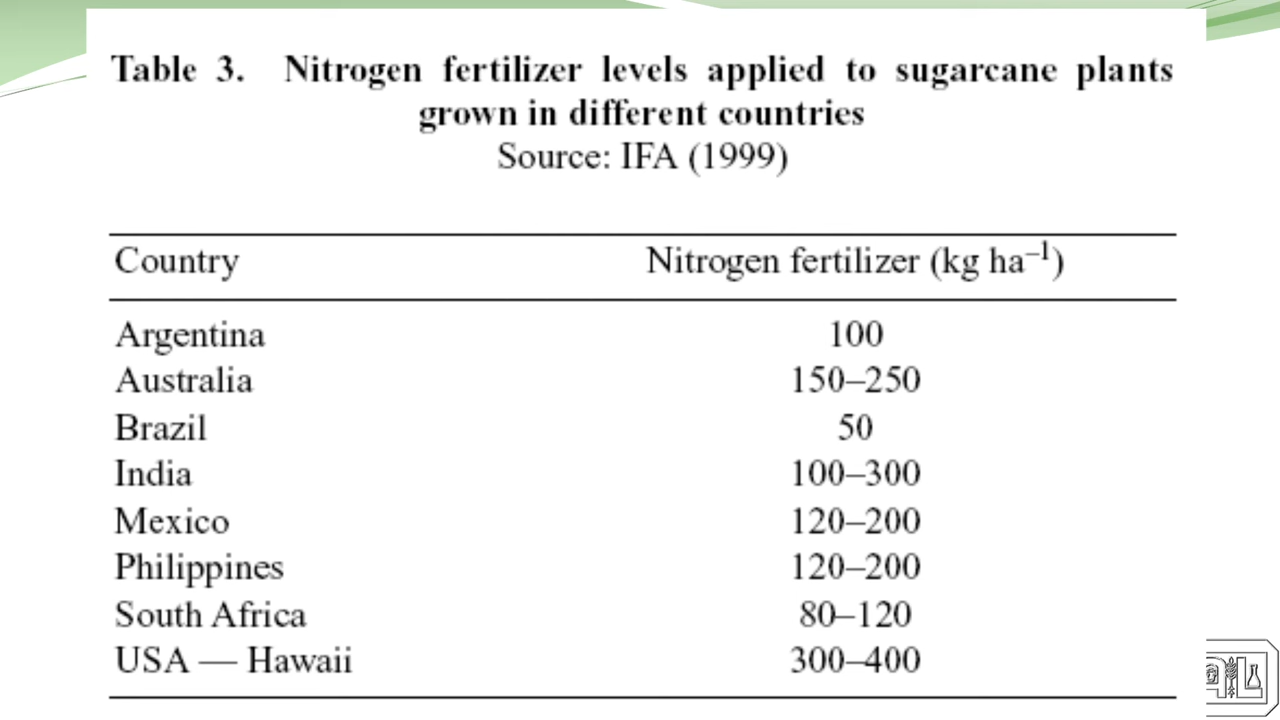 Table 3. Nitrogen fertilizer levels applied to sugarcane plants
grown in different countries
Source: IFA (1999)
Country Nitrogen fertilizer (kg ha⁻¹)
Argentina 100
Australia 150–250
Brazil 50
India 100–300
Mexico 120–200
Philippines 120–200
South Africa 80–120
USA — Hawaii 300–400